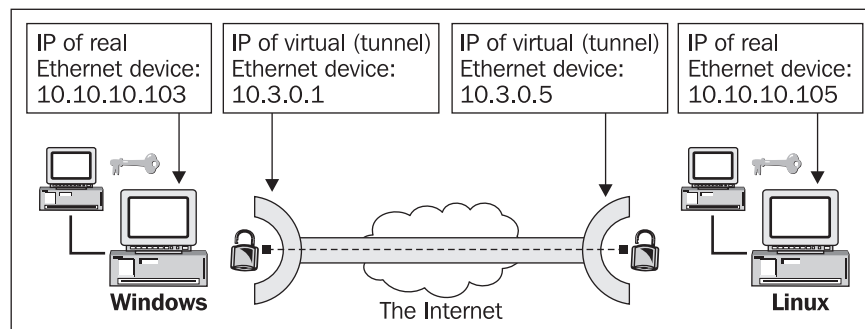 IP of real
Ethernet device:
10.10.10.103
IP of virtual (tunnel)
Ethernet device:
10.3.0.1
IP of virtual (tunnel)
Ethernet device:
10.3.0.5
IP of real
Ethernet device:
10.10.10.105
Windows
The Internet
Linux